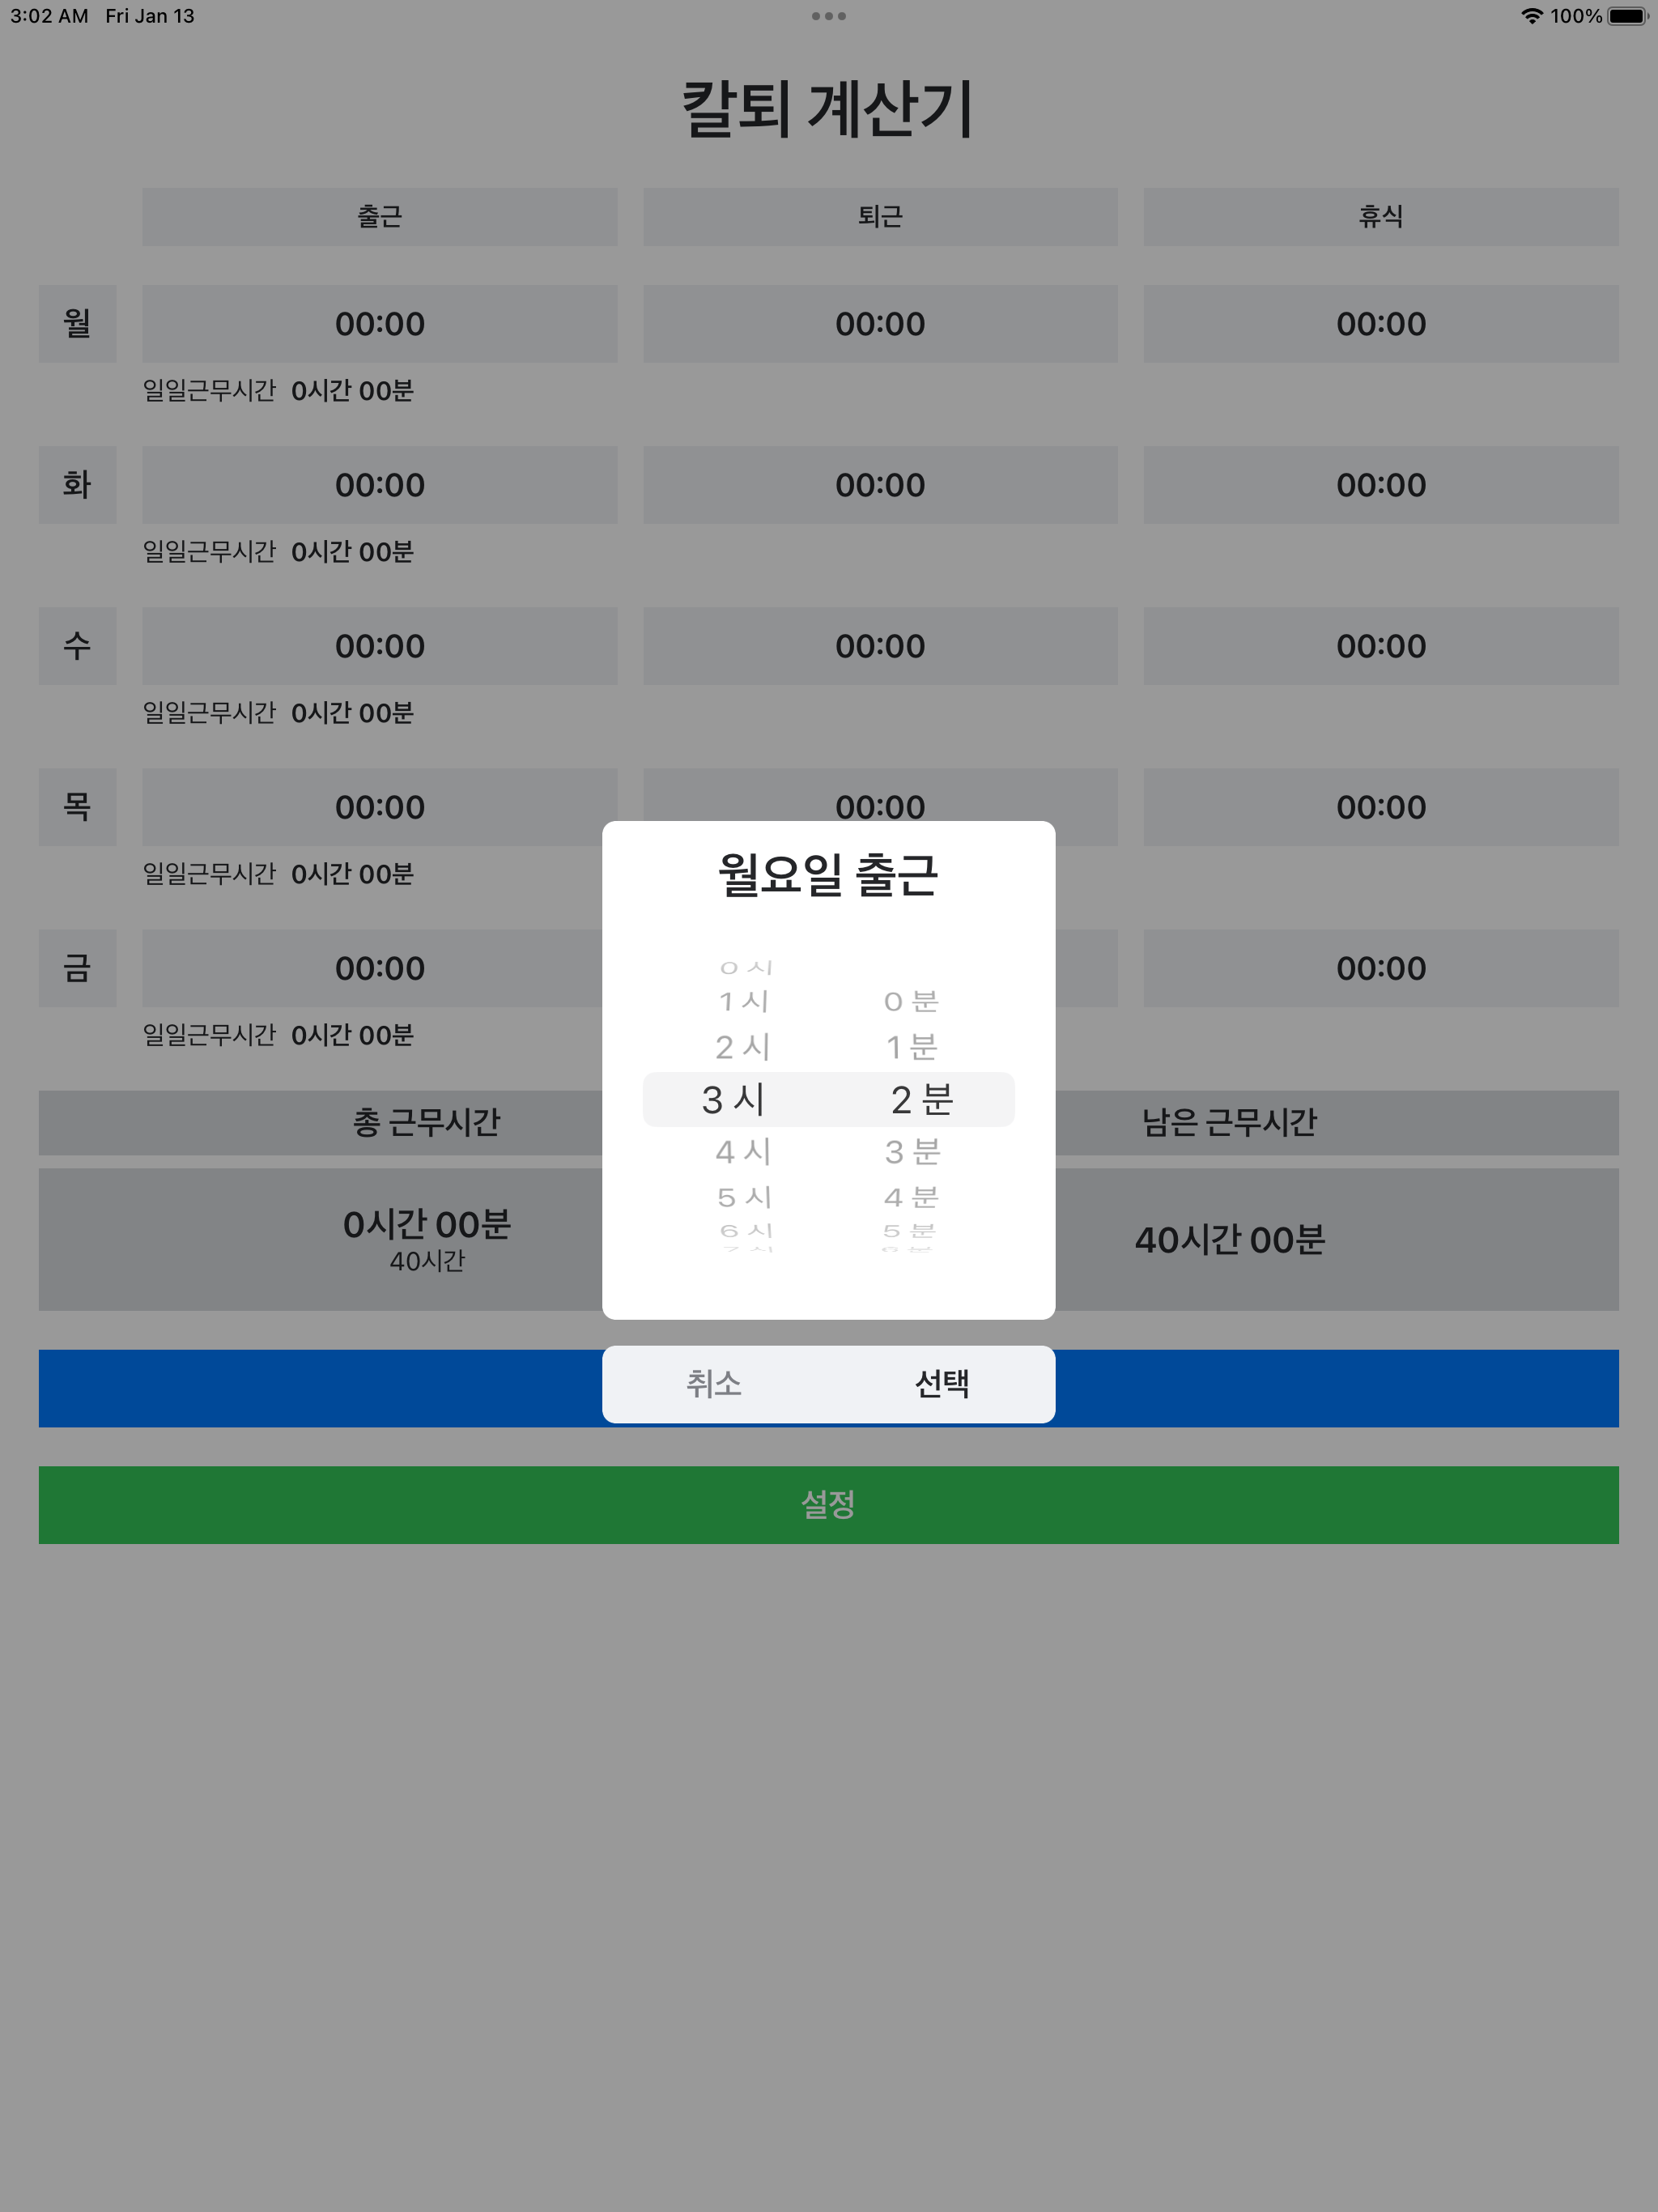 3:02 AM Fri Jan 13 100%
칼퇴 계산기
출근 퇴근 휴식
월 00:00 00:00 00:00
일일근무시간 0시간 00분
화 00:00 00:00 00:00
일일근무시간 0시간 00분
수 00:00 00:00 00:00
일일근무시간 0시간 00분
목 00:00 00:00 00:00
일일근무시간 0시간 00분
금 00:00 00:00
일일근무시간 0시간 00분
총 근무시간 남은 근무시간
0시간 00분 40시간 00분
40시간
월요일 출근
0 시
1 시 0 분
2 시 1 분
3 시 2 분
4 시 3 분
5 시 4 분
6 시 5 분
7 시 6 분
취소 선택
설정